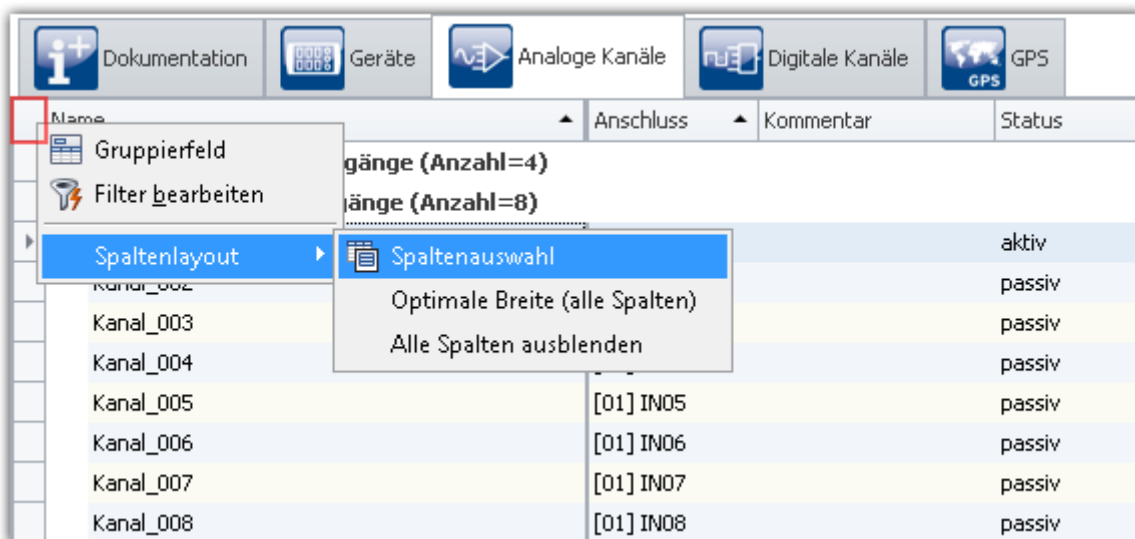 Dokumentation Geräte Analoge Kanäle Digitale Kanäle GPS GPS
Name Anschluss Kommentar Status
Gruppierfeld
gänge (Anzahl=4)
Filter bearbeiten
änge (Anzahl=8)
aktiv
Spaltenlayout Spaltenauswahl
Kanal_002 passiv
Optimale Breite (alle Spalten)
Kanal_003 passiv
Alle Spalten ausblenden
Kanal_004 passiv
Kanal_005 [01] IN05 passiv
Kanal_006 [01] IN06 passiv
Kanal_007 [01] IN07 passiv
Kanal_008 [01] IN08 passiv